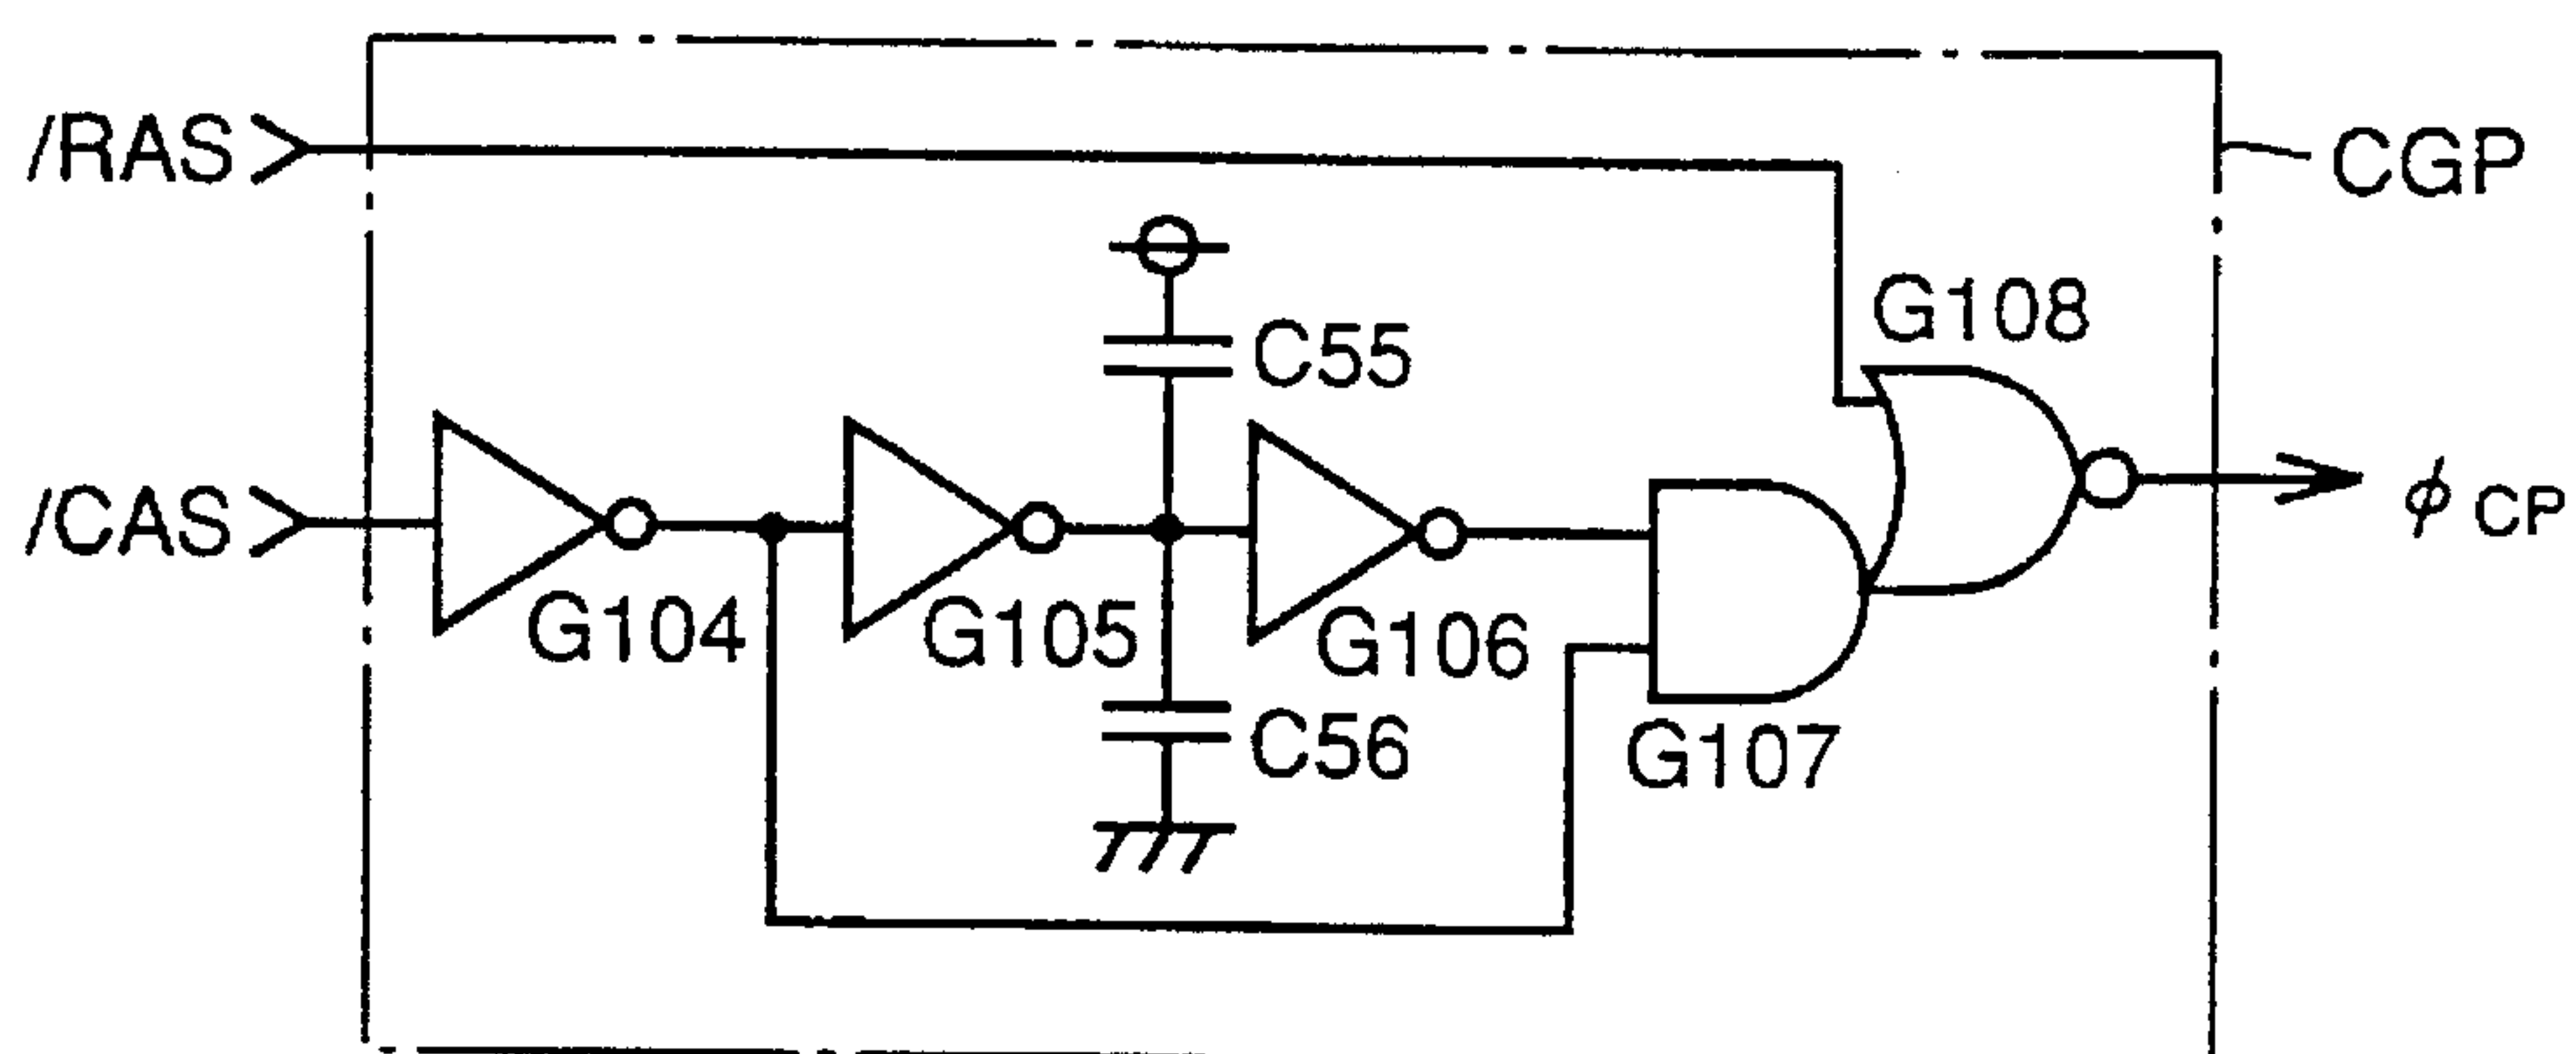 /RAS
CGP
G108
C55
/CAS
ϕ CP
G104
G105
G106
C56
G107